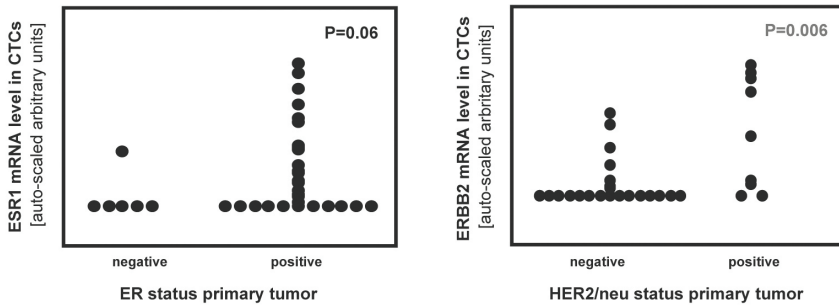 ESR1 mRNA level in CTCs
[auto-scaled arbitrary units]
P=0.06
negative
positive
ER status primary tumor
ERBB2 mRNA level in CTCs
[auto-scaled arbritary units]
P=0.006
negative
positive
HER2/neu status primary tumor